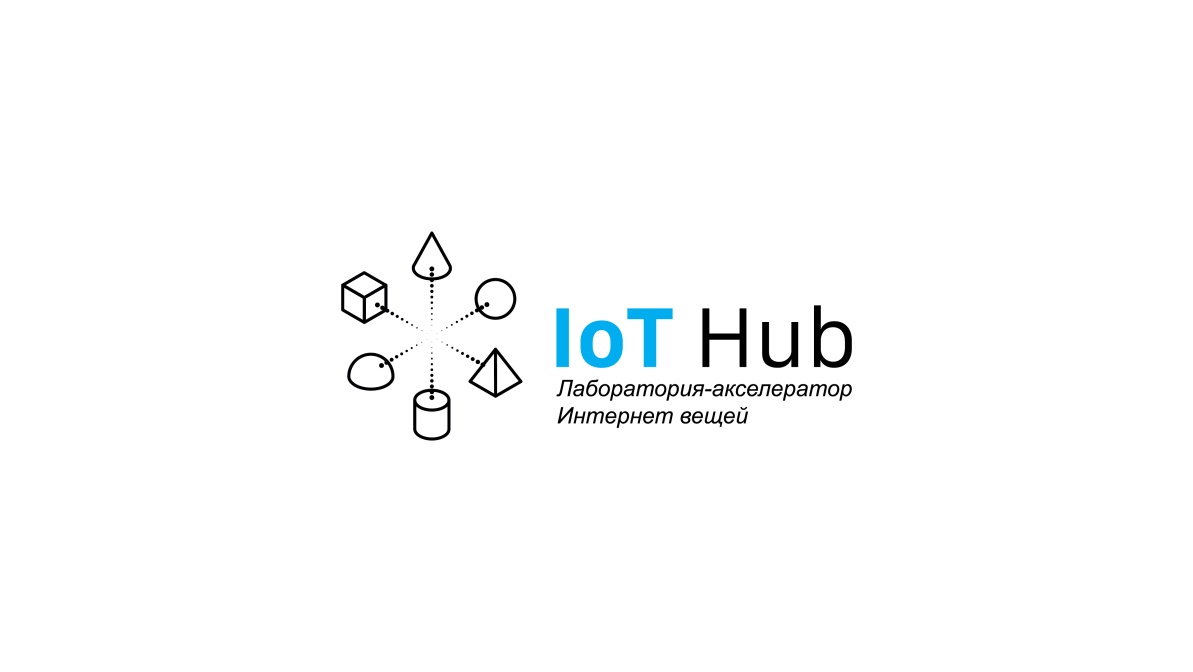 IoT Hub
Лаборатория-акселератор
Интернет вещей